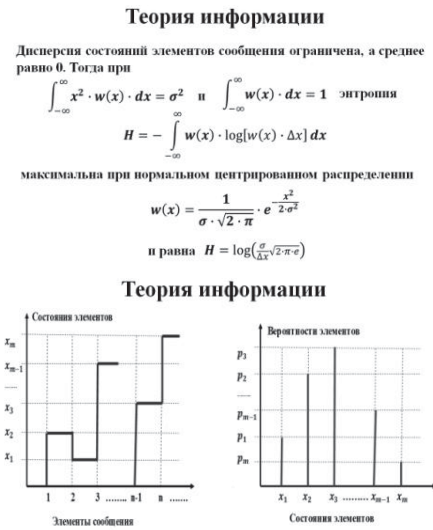 Теория информации
Дисперсия состояний элементов сообщения ограничена, а среднее
равно 0. Тогда при
∫_{-∞}^{∞} x² · w(x) · dx = σ² и ∫_{-∞}^{∞} w(x) · dx = 1 энтропия
H = − ∫_{-∞}^{∞} w(x) · log[w(x) · Δx] dx
максимальна при нормальном центрированном распределении
w(x) = 1/(σ · √(2 · π)) · e^{−x²/(2·σ²)}
и равна H = log(σ/Δx √(2·π·e))
Теория информации
Состояния элементов
x_m
x_{m−1}
......
x_3
x_2
x_1
1 2 3 ........ n-1 n .......
Элементы сообщения
Вероятности элементов
p_3
p_2
......
p_{m−1}
p_1
p_m
x_1 x_2 x_3 ......... x_{m−1} x_m
Состояния элементов